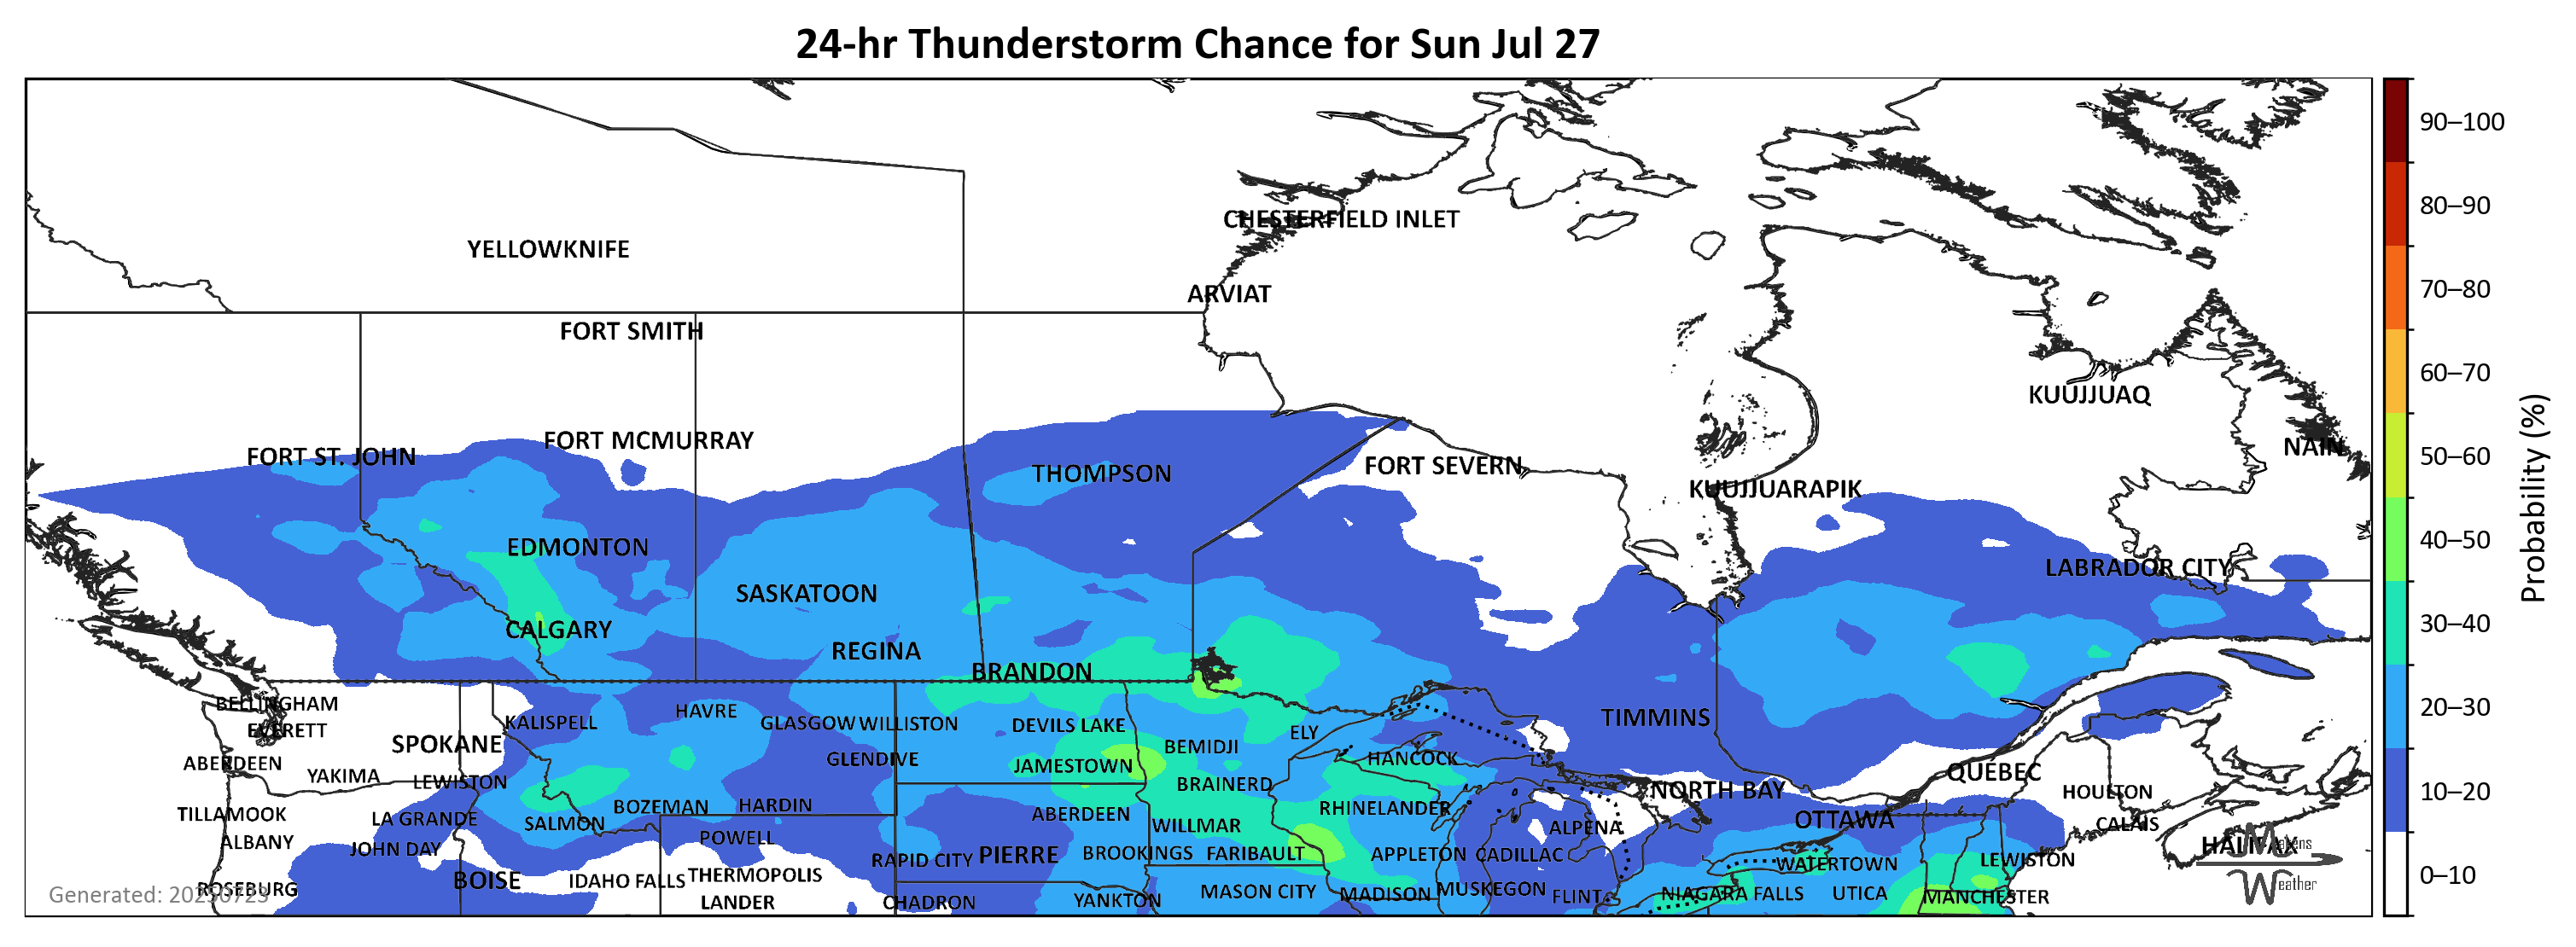 24-hr Thunderstorm Chance for Sun Jul 27
CHESTERFIELD INLET
YELLOWKNIFE
ARVIAT
FORT SMITH
KUUJJUAQ
FORT MCMURRAY
NAIN
FORT ST. JOHN
FORT SEVERN
THOMPSON
KUUJJUARAPIK
EDMONTON
LABRADOR CITY
SASKATOON
CALGARY
REGINA
BRANDON
BELLINGHAM
HAVRE
TIMMINS
KALISPELL
GLASGOW WILLISTON
DEVILS LAKE
EVERETT
ELY
SPOKANE
BEMIDJI
GLENDIVE
HANCOCK
ABERDEEN
JAMESTOWN
QUÉBEC
YAKIMA
LEWISTON
BRAINERD
NORTH BAY
HOULTON
BOZEMAN
HARDIN
RHINELANDER
TILLAMOOK
ABERDEEN
LA GRANDE
OTTAWA
SALMON
WILLMAR
CALAIS
ALPENA
POWELL
ALBANY
HALIFAX
Makens
JOHN DAY
BROOKINGS
FARIBAULT
APPLETON
CADILLAC
PIERRE
RAPID CITY
LEWISTON
WATERTOWN
THERMOPOLIS
BOISE
IDAHO FALLS
Weather
ROSEBURG
MUSKEGON
MASON CITY
MADISON
NIAGARA FALLS
UTICA
MANCHESTER
FLINT
LANDER
CHADRON
YANKTON
Generated: 20250723
90–100
80–90
70–80
60–70
50–60
40–50
30–40
20–30
10–20
0–10
Probability (%)